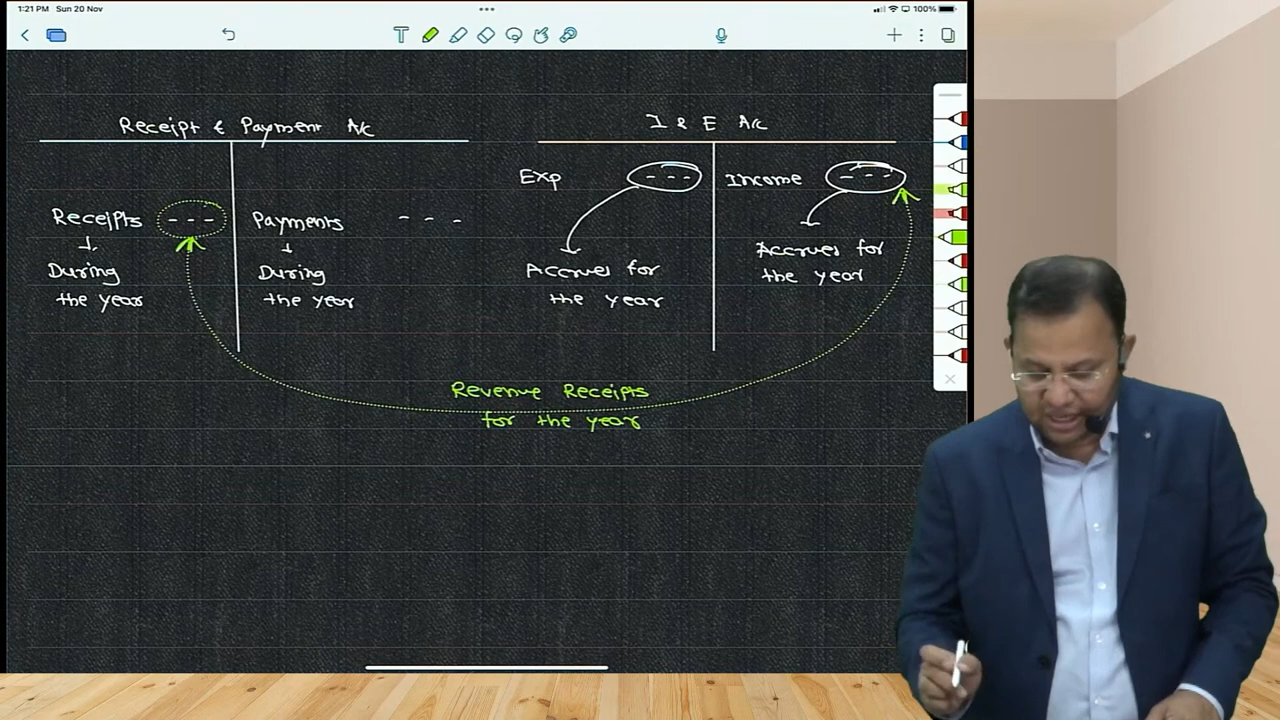 1:21 PM Sun 20 Nov
100%
T
Receipt & Payment A/c
I & E A/c
Exp - - -
Income - - -
Receipts - - -
Payments - - -
During
the year
During
the year
Accrues for
the year
Accrues for
the year
Revenue Receipts
for the year